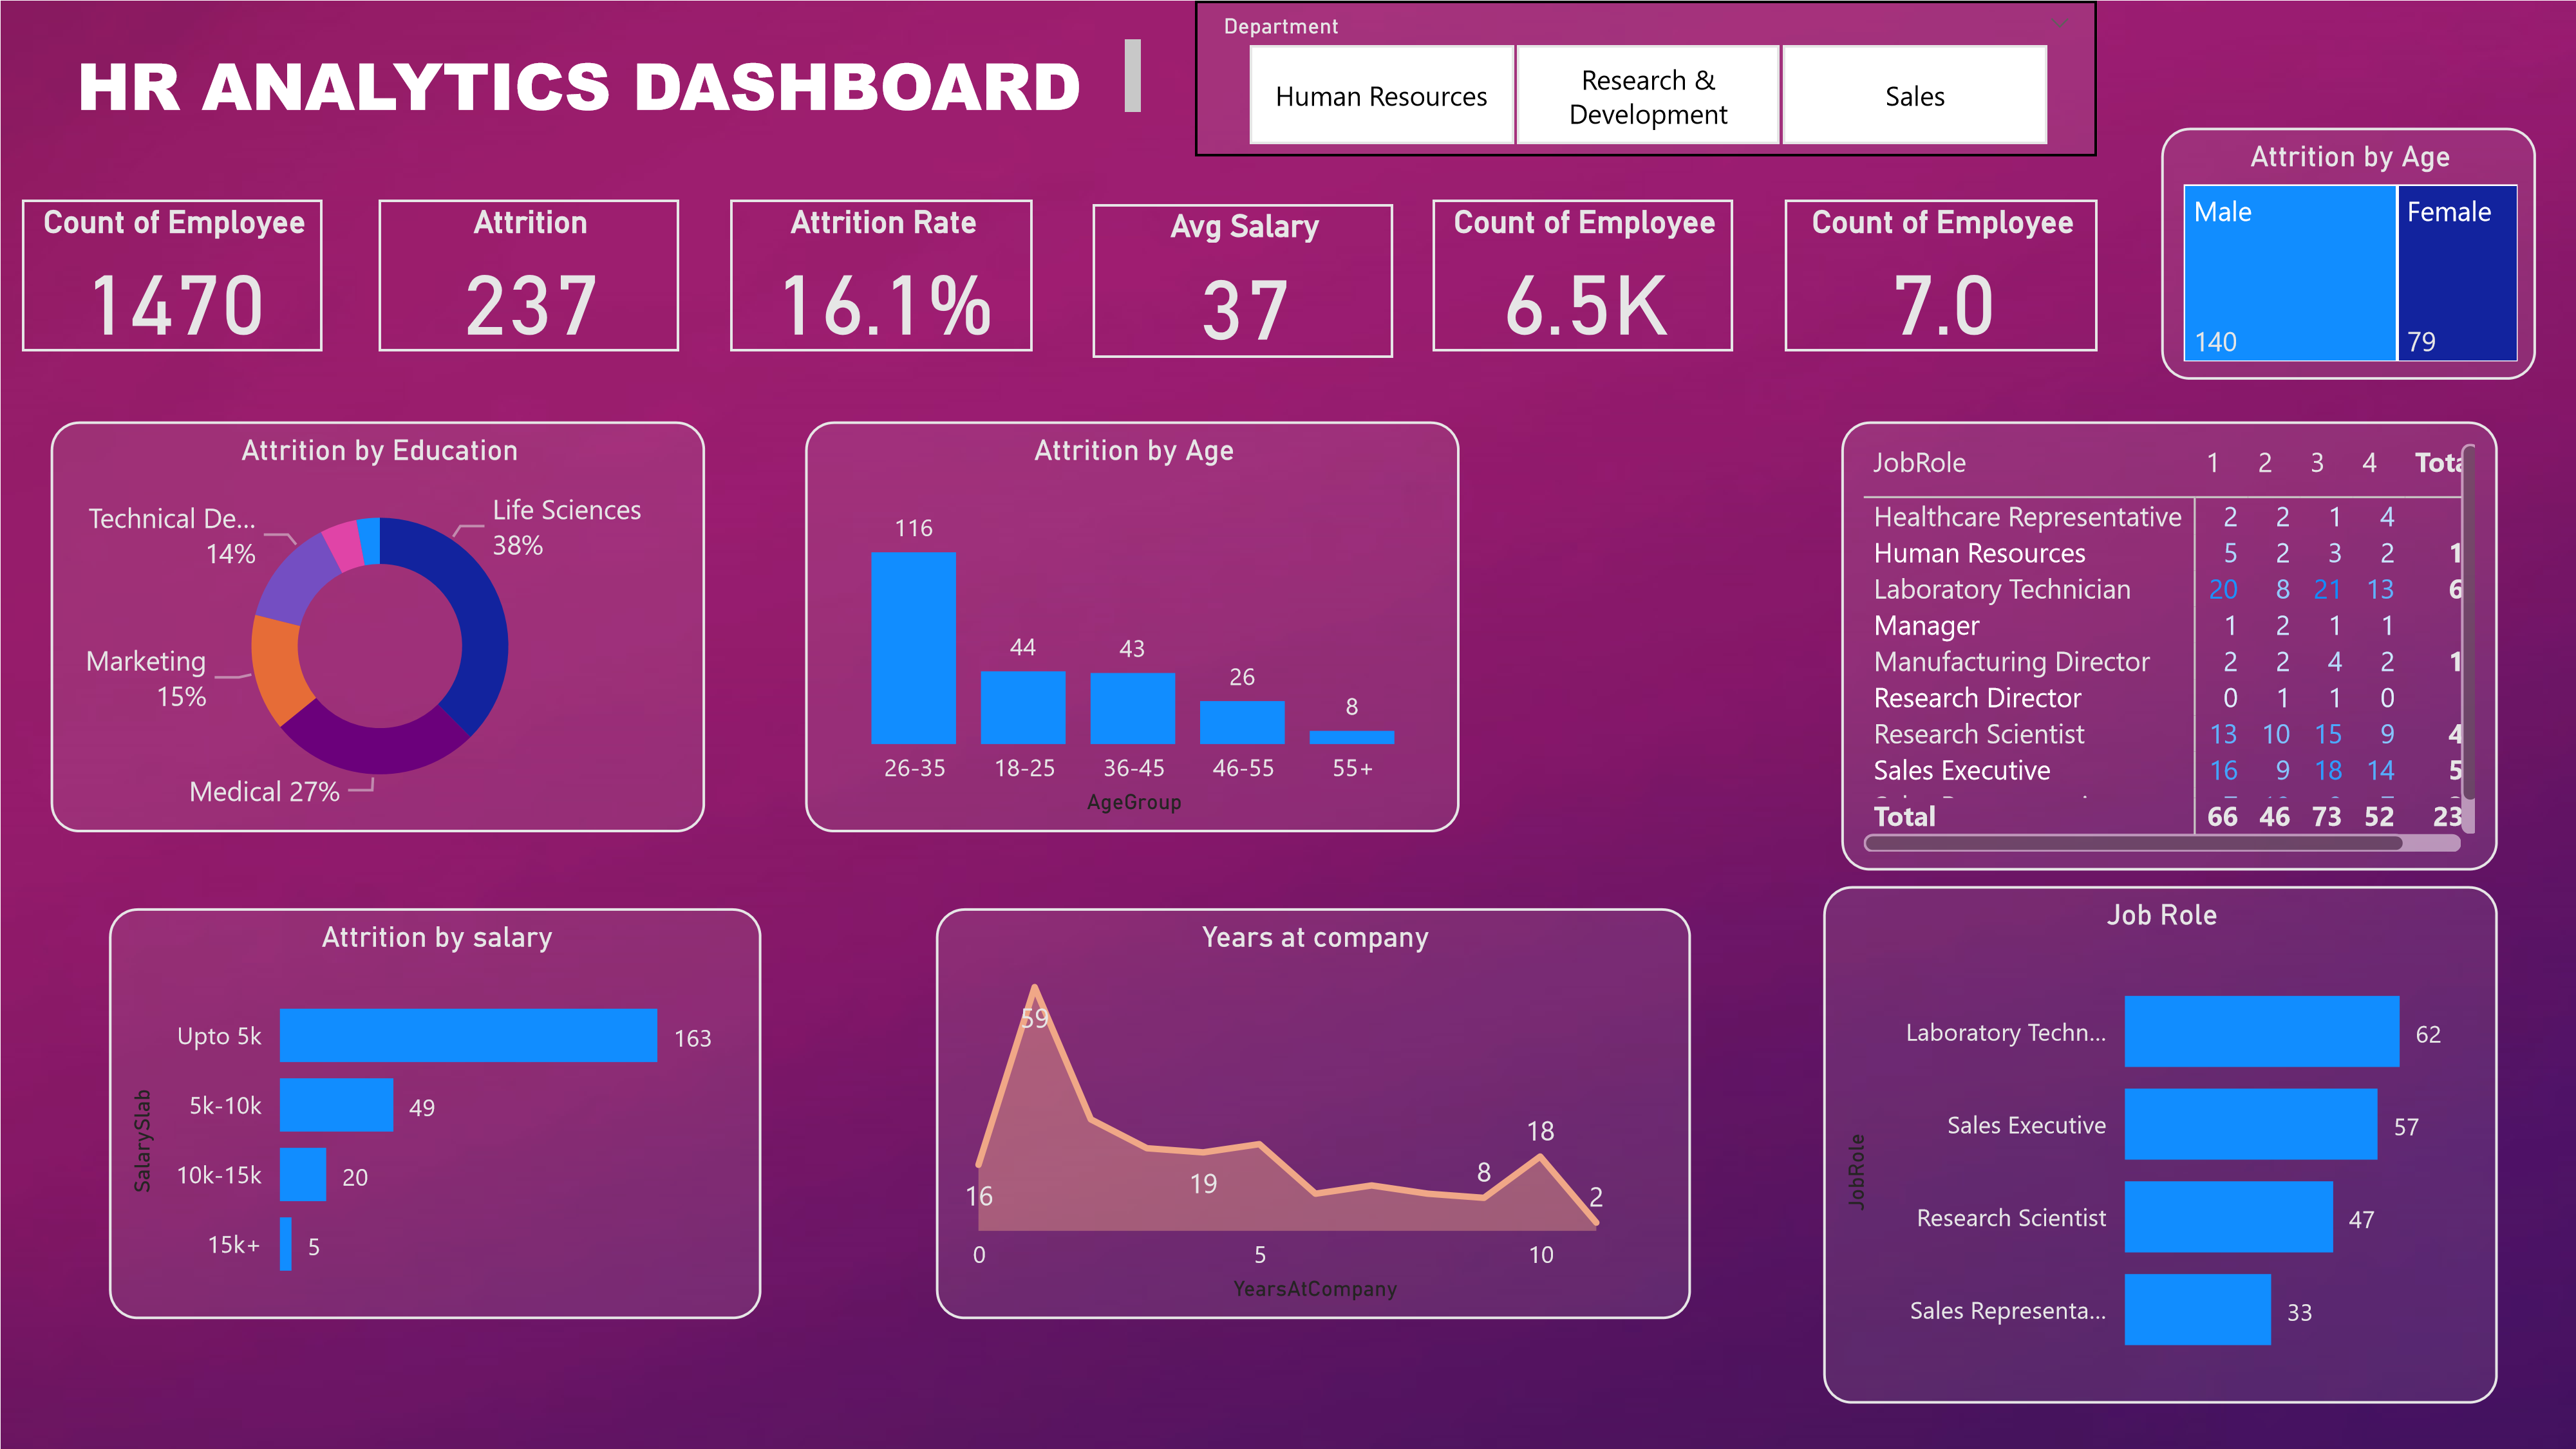 HR ANALYTICS DASHBOARD
Department
Human Resources
Research &
Development
Sales
Count of Employee
1470
Attrition
237
Attrition Rate
16.1%
Avg Salary
37
Count of Employee
6.5K
Count of Employee
7.0
Attrition by Age
Male
Female
140
79
Attrition by Education
Technical De...
14%
Life Sciences
38%
Marketing
15%
Medical 27%
Attrition by Age
116
44
43
26
8
26-35 18-25 36-45 46-55 55+
AgeGroup
JobRole 1 2 3 4 Tota
Healthcare Representative 2 2 1 4
Human Resources 5 2 3 2 1
Laboratory Technician 20 8 21 13 6
Manager 1 2 1 1
Manufacturing Director 2 2 4 2 1
Research Director 0 1 1 0
Research Scientist 13 10 15 9 4
Sales Executive 16 9 18 14 5
Total 66 46 73 52 23
Attrition by salary
SalarySlab
Upto 5k 163
5k-10k 49
10k-15k 20
15k+ 5
Years at company
59
16
19
8
18
2
0 5 10
YearsAtCompany
Job Role
JobRole
Laboratory Techn... 62
Sales Executive 57
Research Scientist 47
Sales Representa... 33